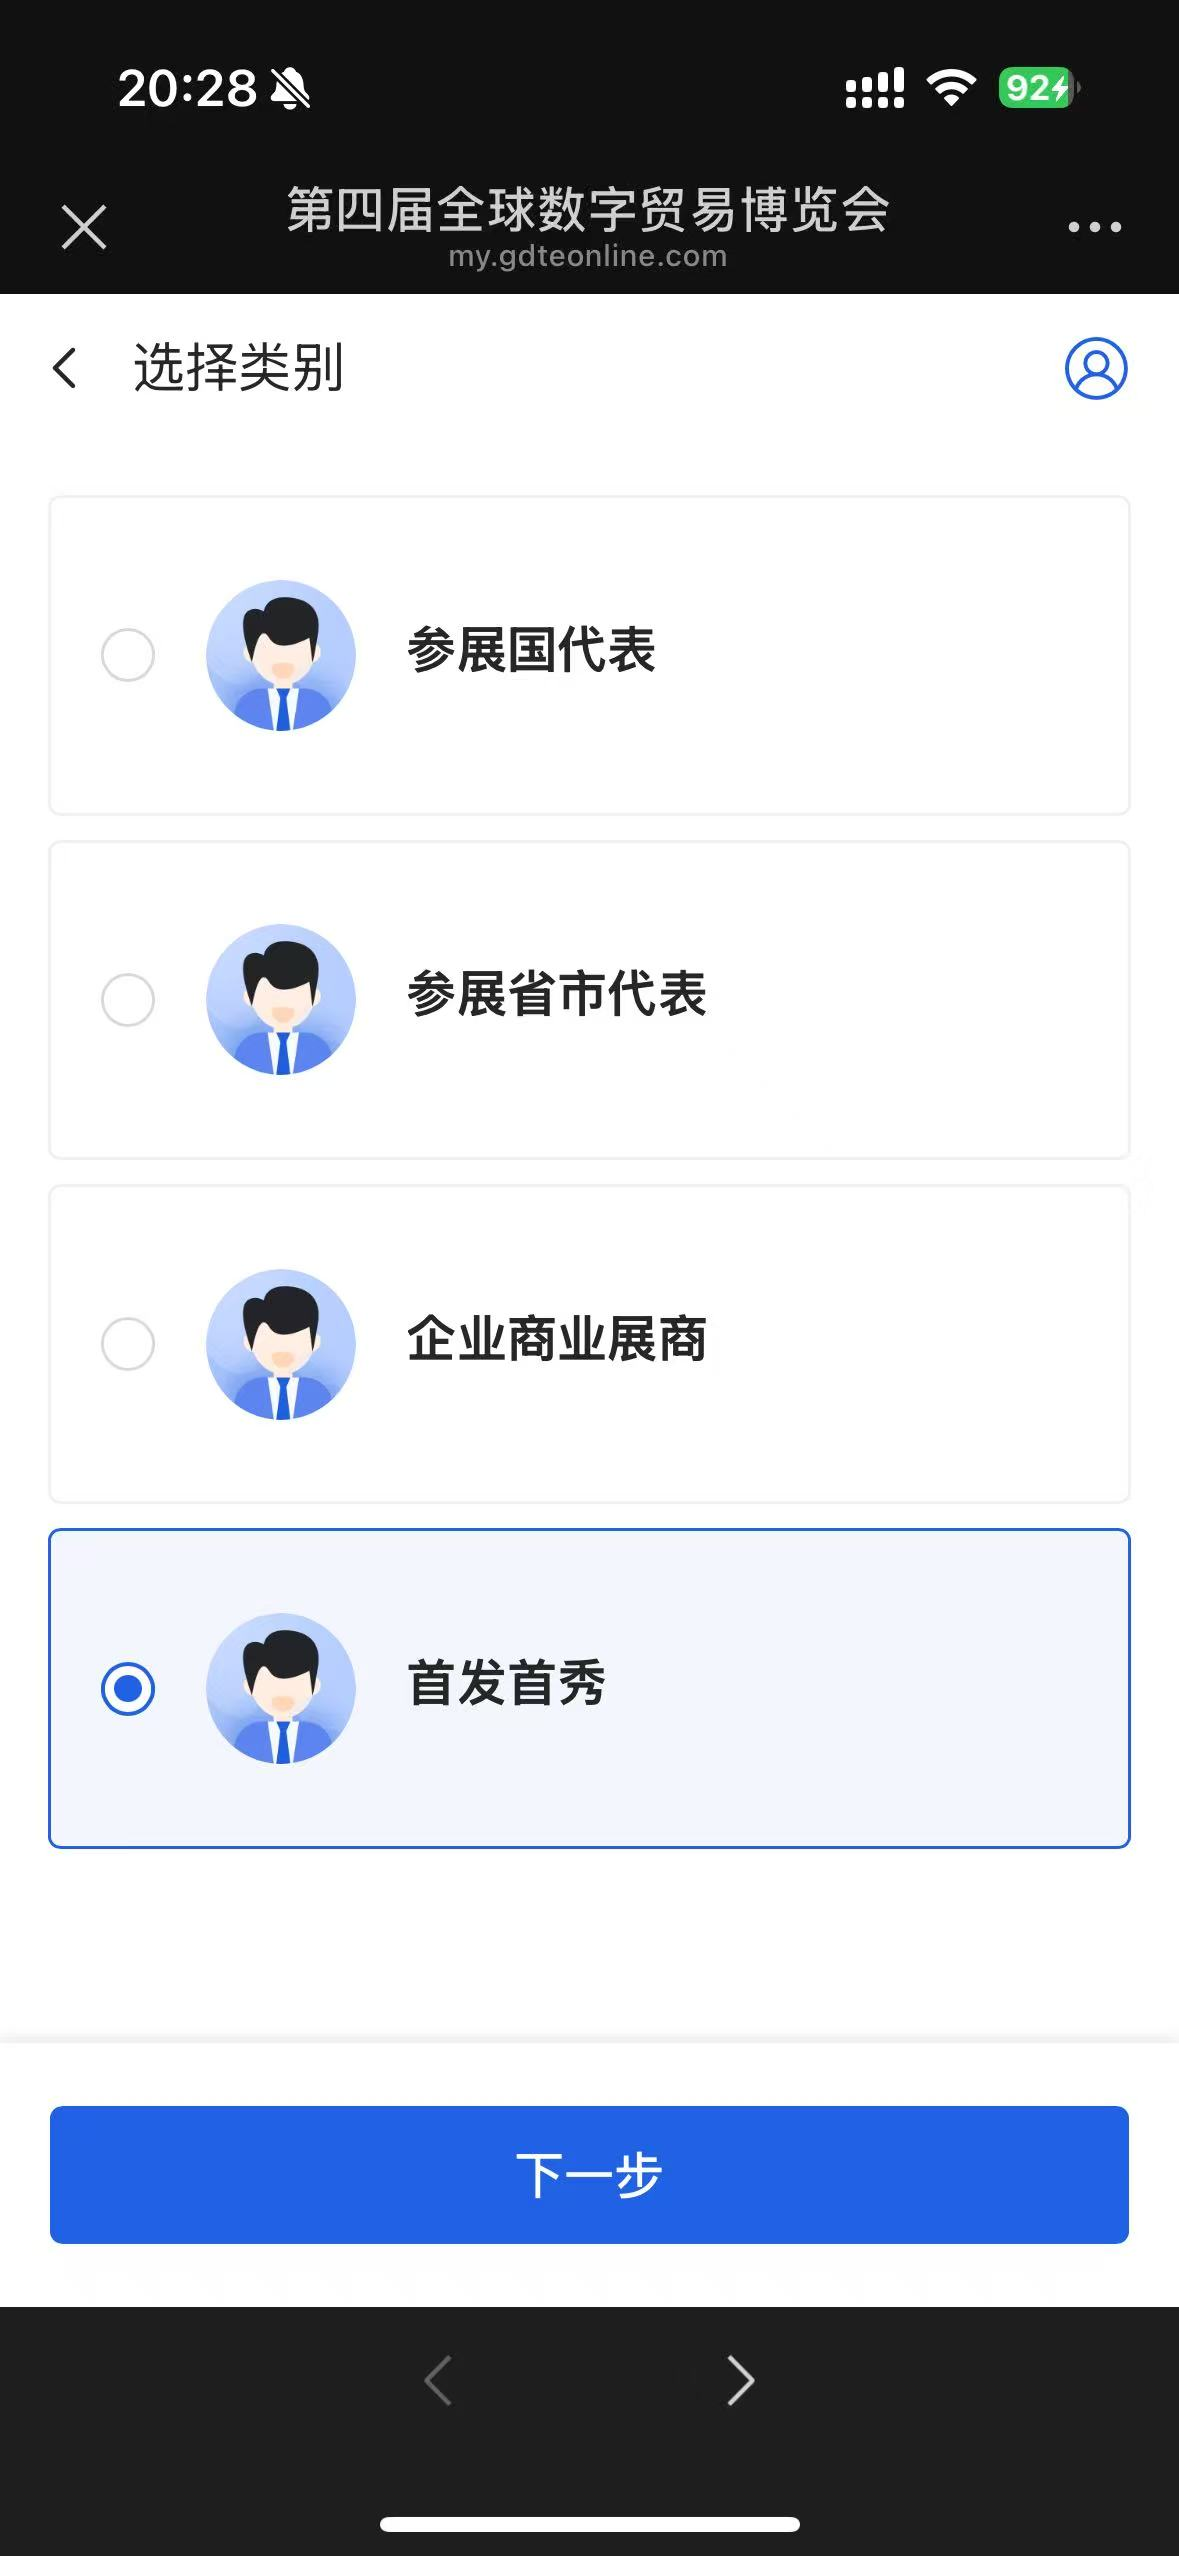 20:28
92
第四届全球数字贸易博览会
my.gdteonline.com
选择类别
参展国代表
参展省市代表
企业商业展商
首发首秀
下一步